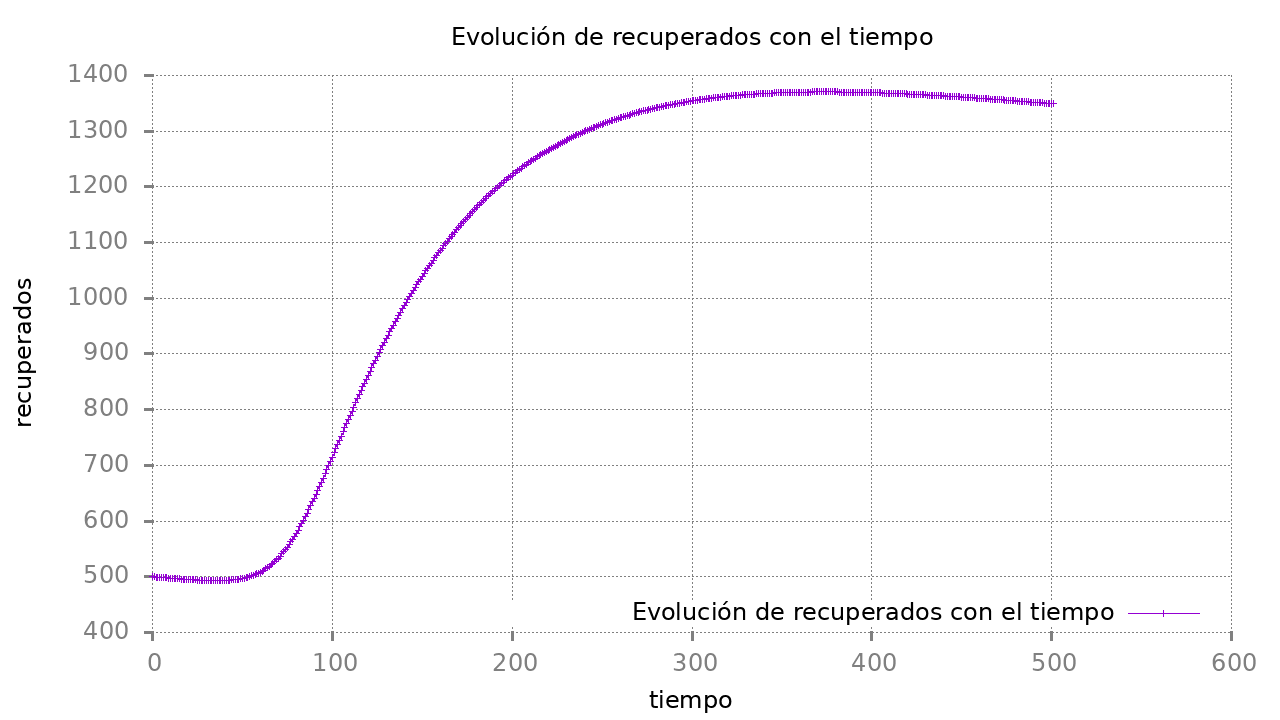 Evolución de recuperados con el tiempo
1400
1300
1200
1100
1000
900
800
700
600
500
400
recuperados
Evolución de recuperados con el tiempo
0 100 200 300 400 500 600
tiempo